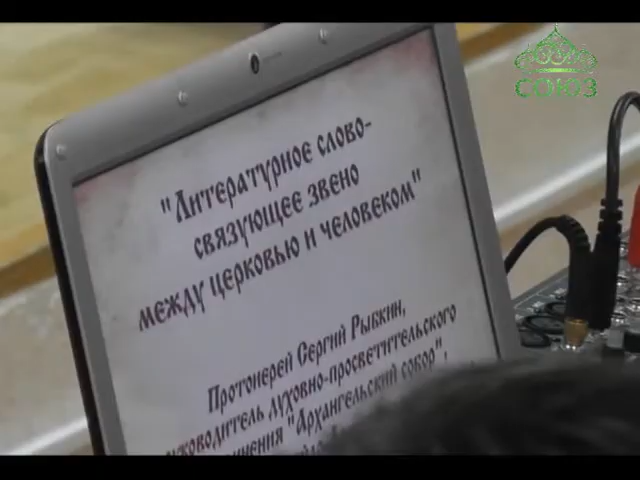 СОЮЗ
"Литературное слово-
связующее звено
между церковью и человеком"
Протоиерей Сергий Рыбкин,
руководитель духовно-просветительского
"Архангельский собор",